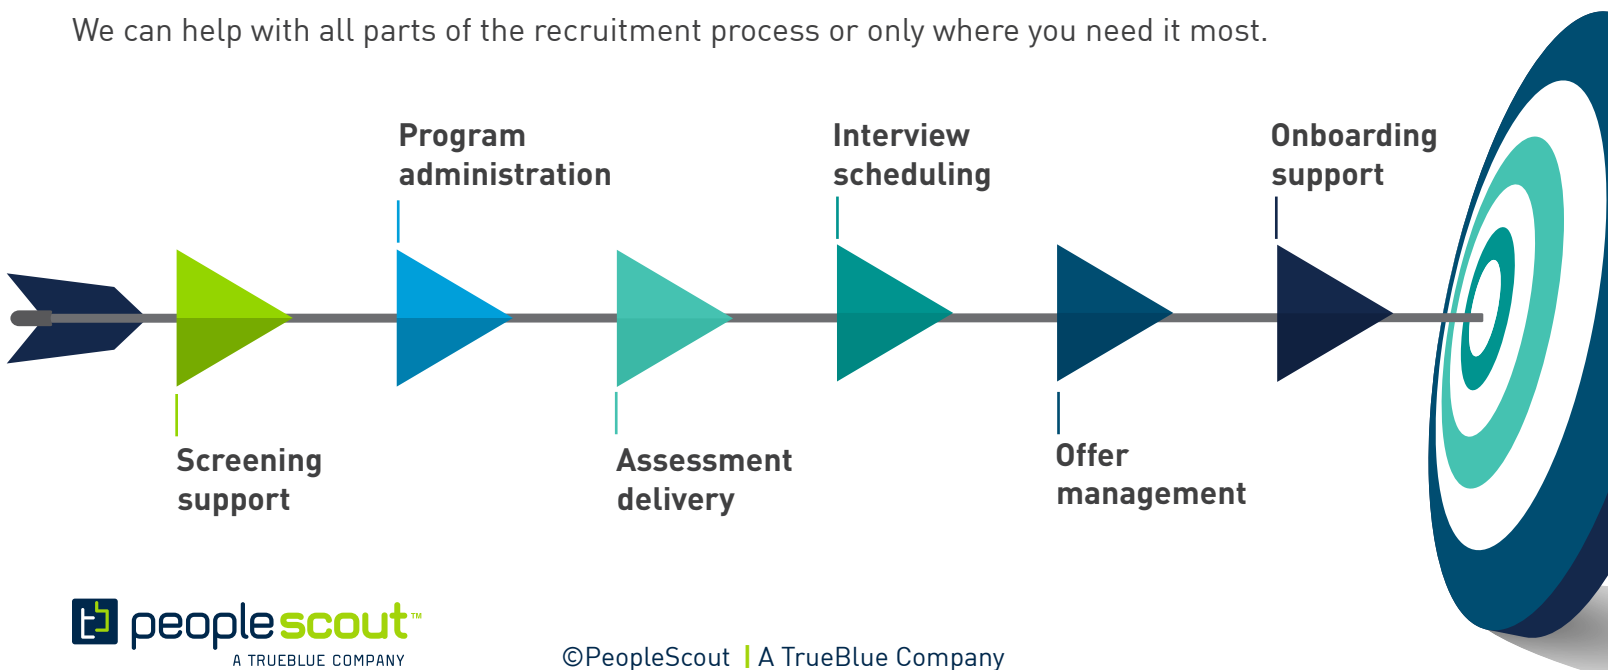 We can help with all parts of the recruitment process or only where you need it most.
Program
administration
Interview
scheduling
Onboarding
support
Screening
support
Assessment
delivery
Offer
management
peoplescout™
A TRUEBLUE COMPANY
©PeopleScout | A TrueBlue Company